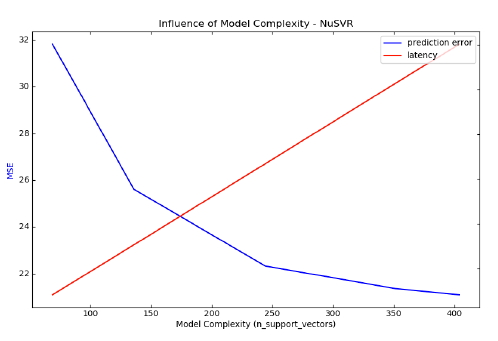 Influence of Model Complexity - NuSVR
prediction error
latency
32
30
28
26
24
22
MSE
100 150 200 250 300 350 400
Model Complexity (n_support_vectors)